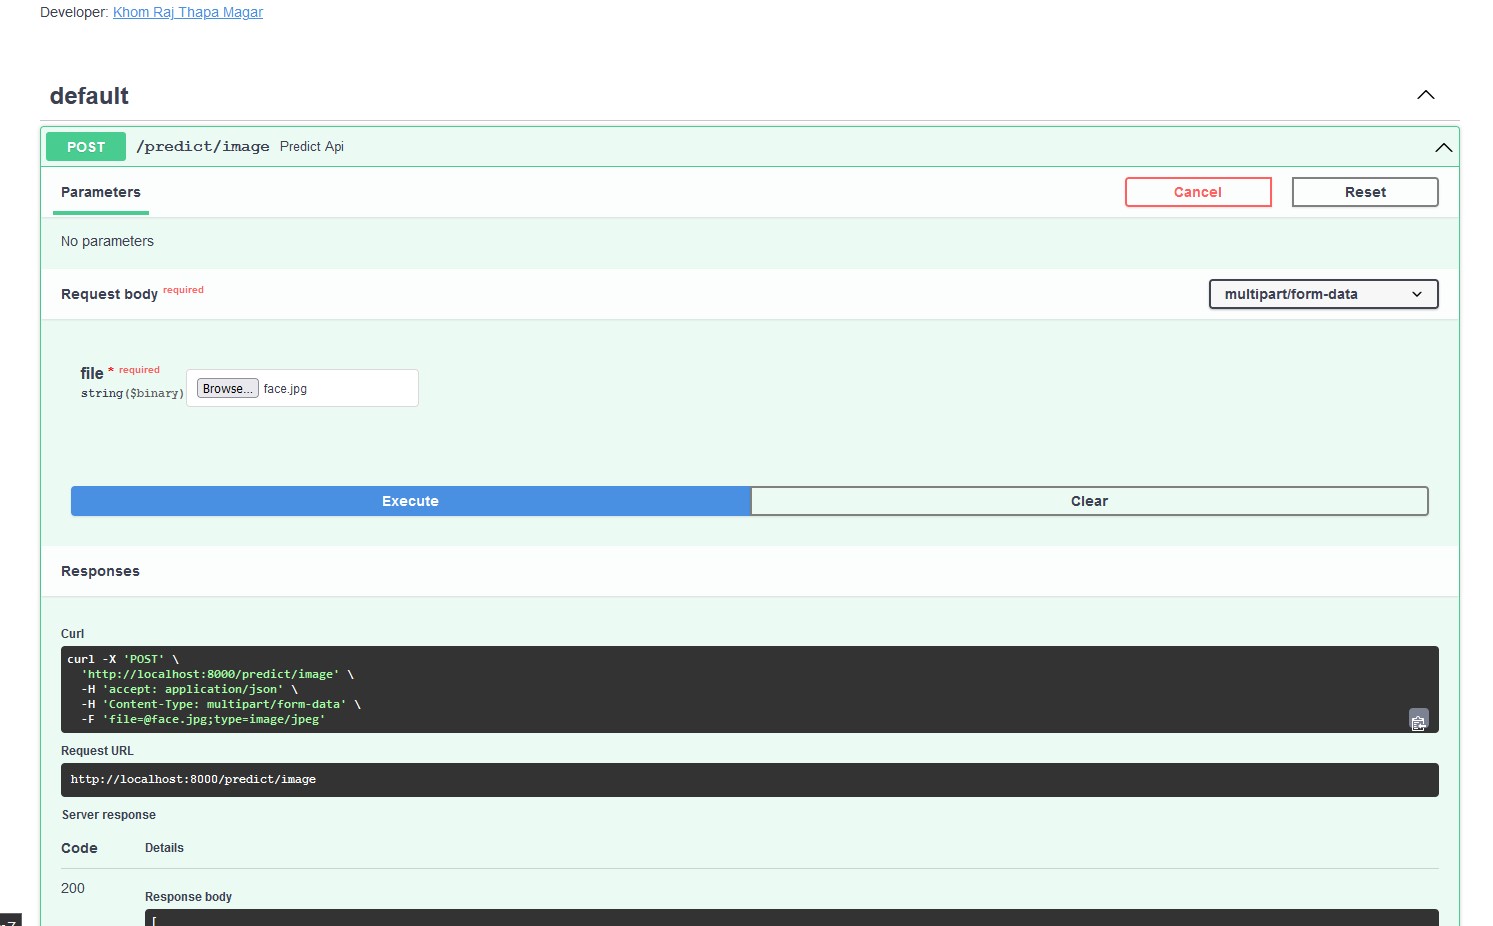 Developer: Khom Raj Thapa Magar
default
POST /predict/image Predict Api
Parameters Cancel Reset
No parameters
Request body required multipart/form-data
file * required
string($binary) Browse... face.jpg
Execute Clear
Responses
Curl
curl -X 'POST' \
'http://localhost:8000/predict/image' \
-H 'accept: application/json' \
-H 'Content-Type: multipart/form-data' \
-F 'file=@face.jpg;type=image/jpeg'
Request URL
http://localhost:8000/predict/image
Server response
Code Details
200
Response body
[